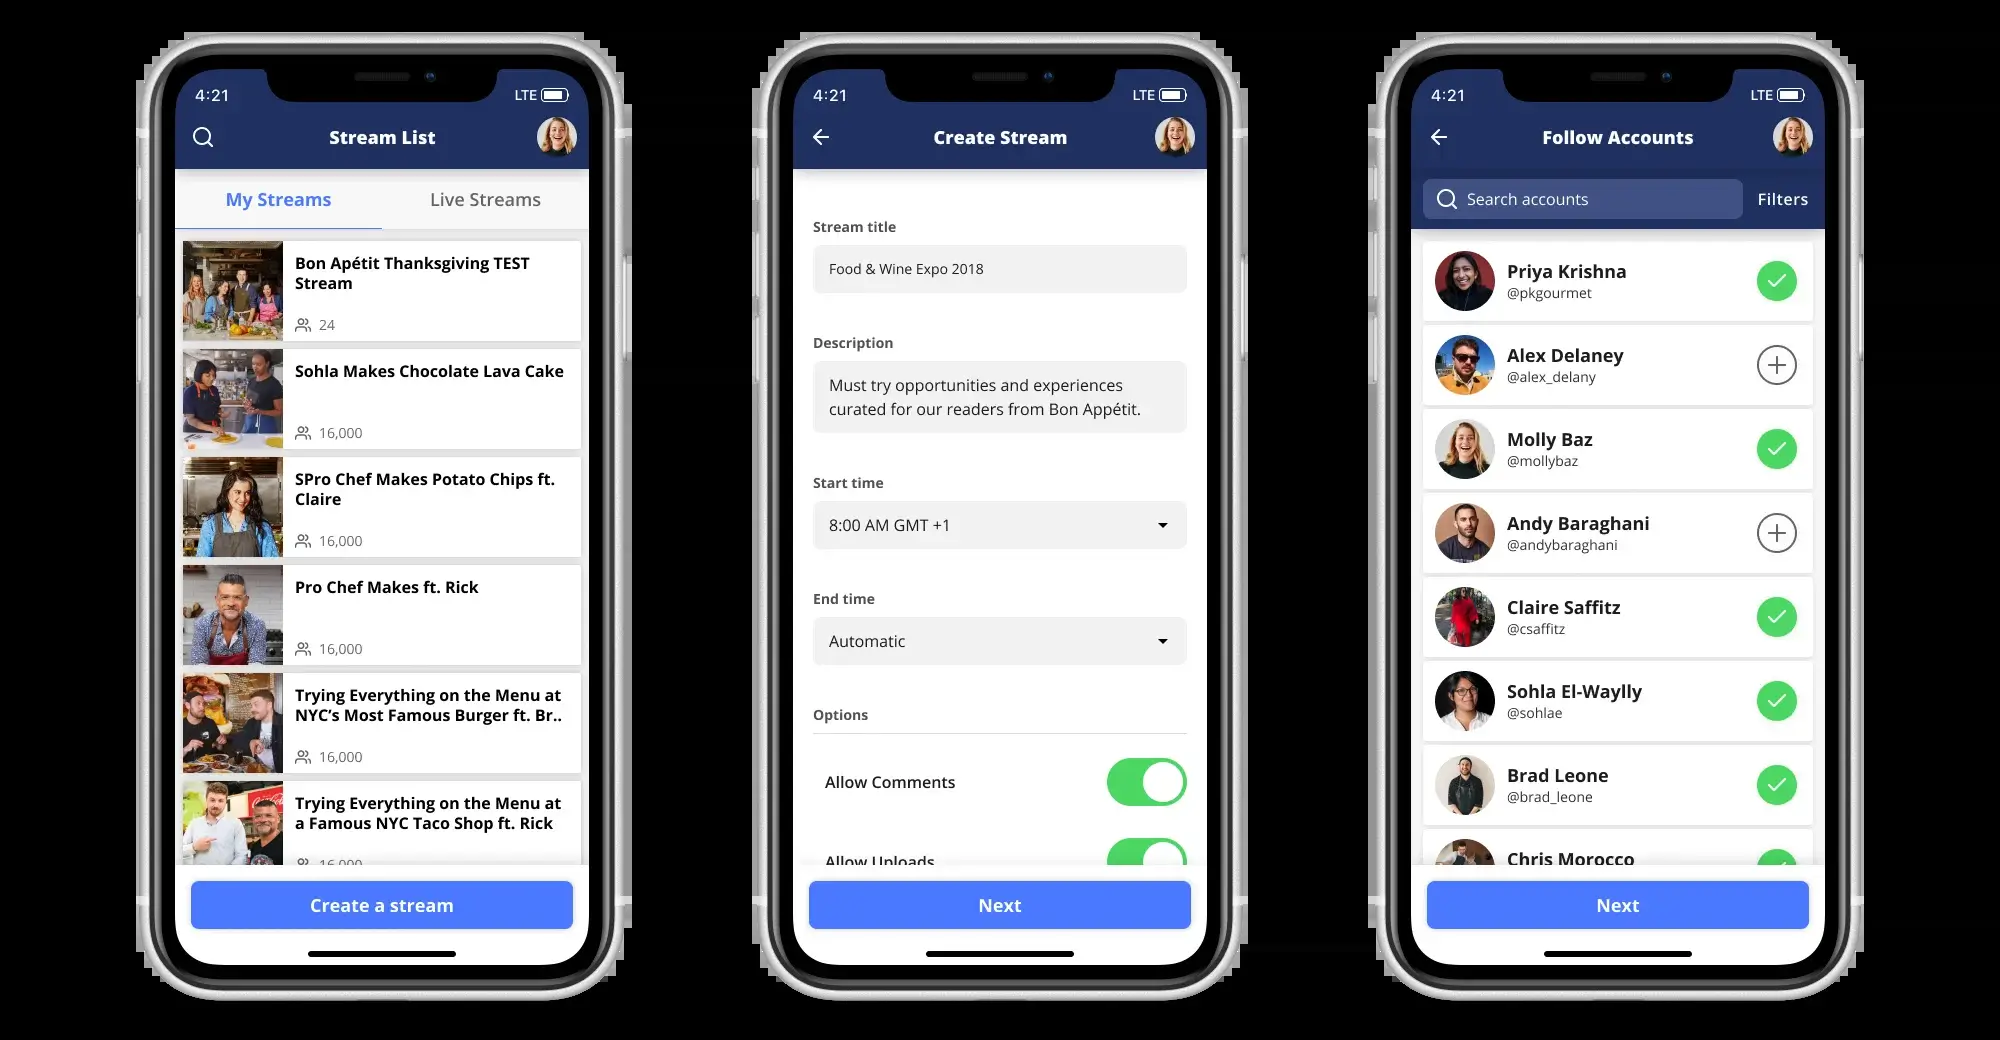 4:21
LTE
Stream List
My Streams
Live Streams
Bon Apétit Thanksgiving TEST
Stream
24
Sohla Makes Chocolate Lava Cake
16,000
SPro Chef Makes Potato Chips ft.
Claire
16,000
Pro Chef Makes ft. Rick
16,000
Trying Everything on the Menu at
NYC’s Most Famous Burger ft. Br..
16,000
Trying Everything on the Menu at
a Famous NYC Taco Shop ft. Rick
16,000
Create a stream
4:21
LTE
Create Stream
Stream title
Food & Wine Expo 2018
Description
Must try opportunities and experiences
curated for our readers from Bon Appétit.
Start time
8:00 AM GMT +1
End time
Automatic
Options
Allow Comments
Allow Uploads
Next
4:21
LTE
Follow Accounts
Search accounts
Filters
Priya Krishna
@pkgourmet
Alex Delaney
@alex_delany
Molly Baz
@mollybaz
Andy Baraghani
@andybaraghani
Claire Saffitz
@csaffitz
Sohla El-Waylly
@sohlae
Brad Leone
@brad_leone
Chris Morocco
Next